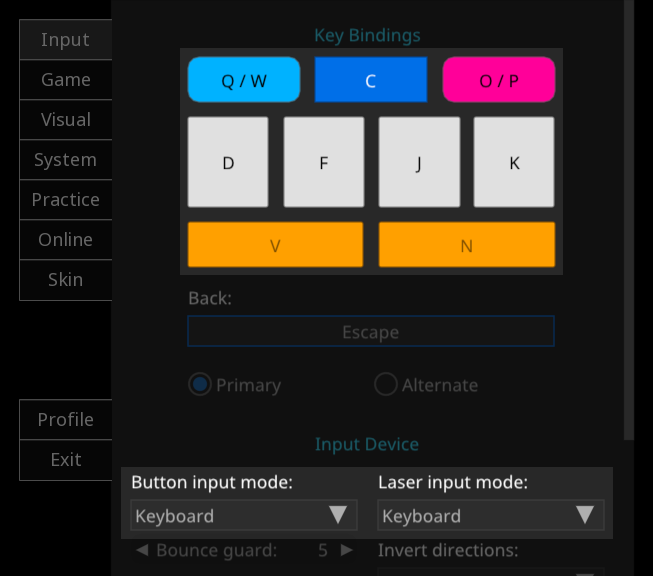 Input
Game
Visual
System
Practice
Online
Skin
Profile
Exit
Key Bindings
Q / W C O / P
D F J K
V N
Back:
Escape
Primary Alternate
Input Device
Button input mode: Laser input mode:
Keyboard Keyboard
Bounce guard: 5 Invert directions: